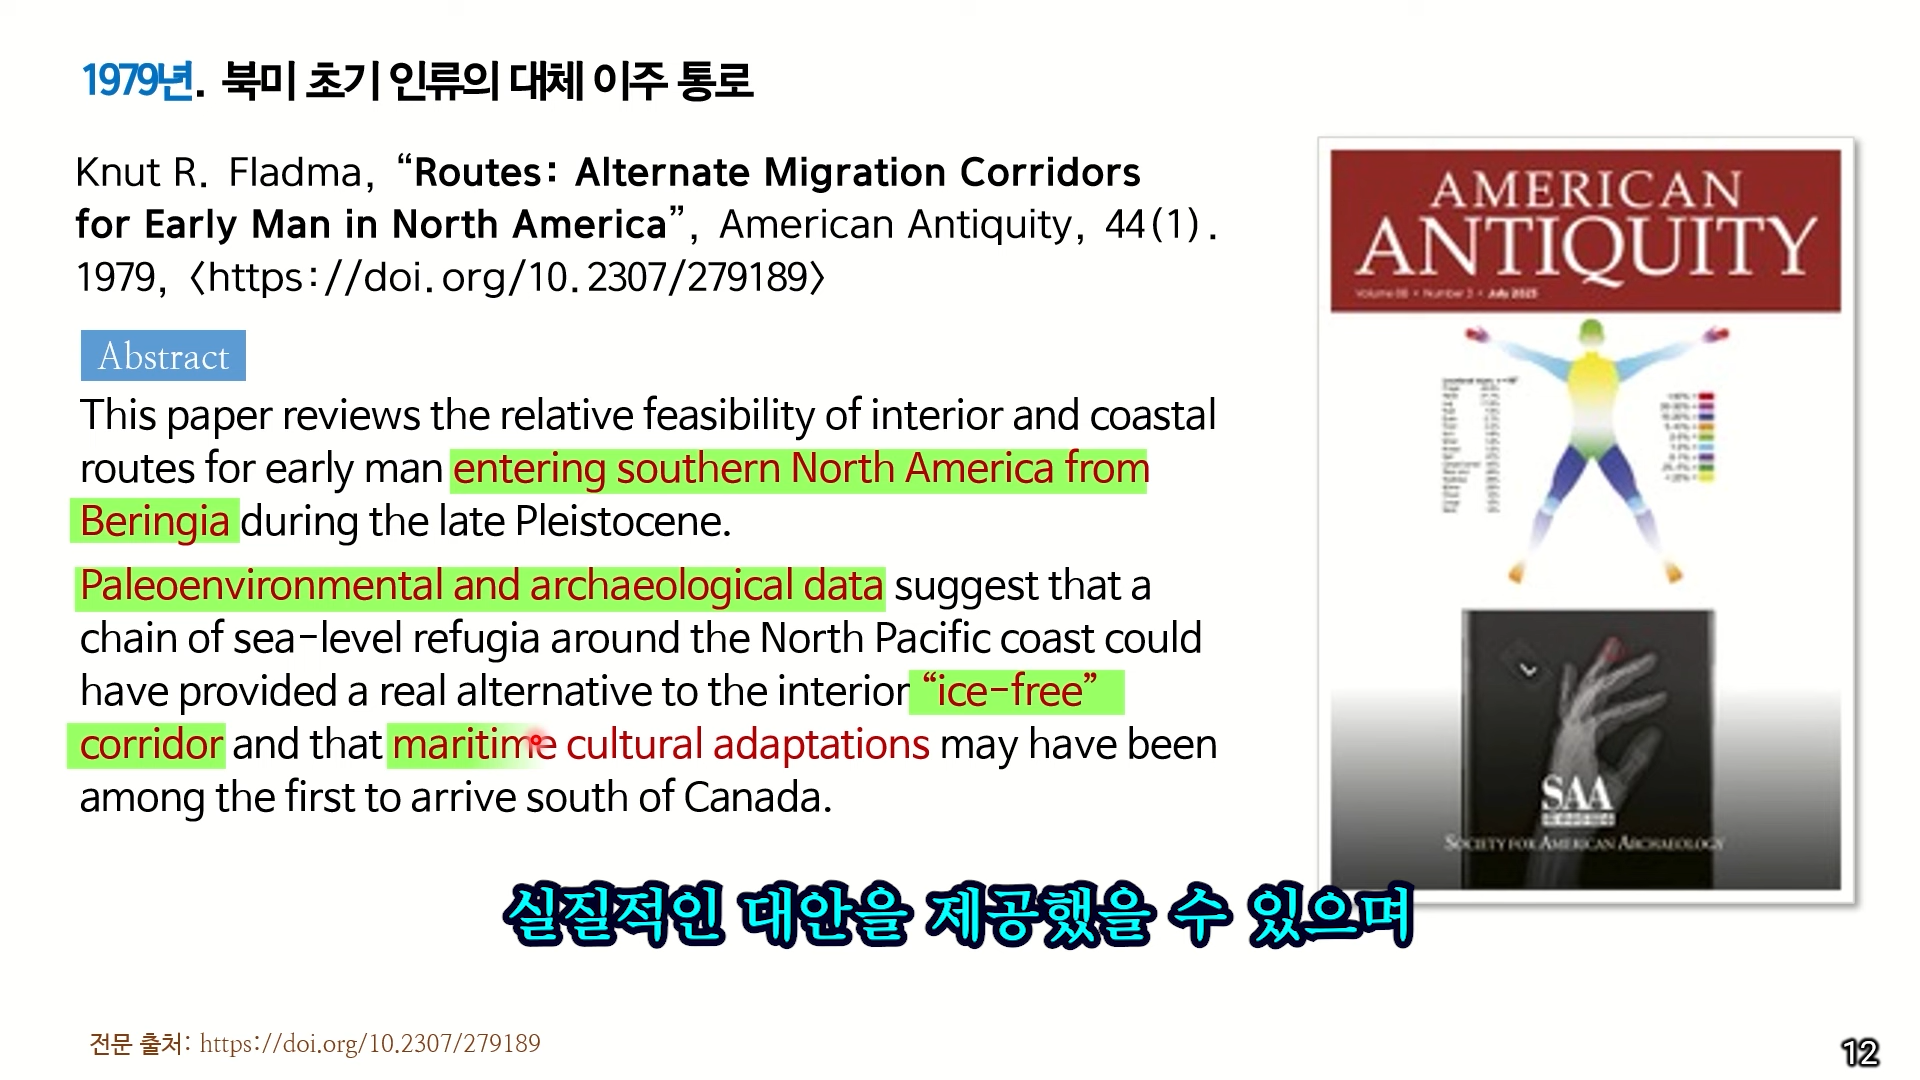 1979년. 북미 초기 인류의 대체 이주 통로
Knut R. Fladma, “Routes: Alternate Migration Corridors
for Early Man in North America”, American Antiquity, 44(1).
1979, 〈https://doi.org/10.2307/279189〉
Abstract
This paper reviews the relative feasibility of interior and coastal
routes for early man entering southern North America from
Beringia during the late Pleistocene.
Paleoenvironmental and archaeological data suggest that a
chain of sea-level refugia around the North Pacific coast could
have provided a real alternative to the interior “ice-free”
corridor and that maritime cultural adaptations may have been
among the first to arrive south of Canada.
AMERICAN
ANTIQUITY
Number 3 • July 2023
SAA
SOCIETY FOR AMERICAN ARCHAEOLOGY
실질적인 대안을 제공했을 수 있으며
전문 출처: https://doi.org/10.2307/279189
12